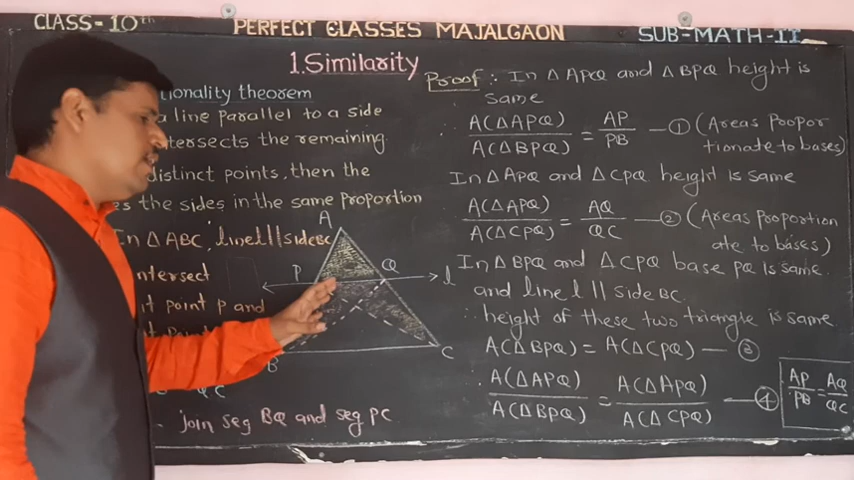 CLASS-10th PERFECT CLASSES MAJALGAON SUB-MATH-II
1.Similarity
tionality theorem
line parallel to a side
tersects the remaining
distinct points, then the
es the sides in the same proportion
In △ ABC, line l || side BC
ntersect
t point P and
join seg BQ and seg PC
A
P
Q
l
B
C
Proof : In △ APQ and △ BPQ height is
same
∴ A(△APQ) / A(△BPQ) = AP / PB — ① (Areas Popor
tionate to bases)
In △ APQ and △ CPQ height is same
A(△APQ) / A(△CPQ) = AQ / QC — ② (Areas Proportion
ate to bases)
In △ BPQ and △ CPQ base PQ is same.
and line l || side BC.
∴ height of these two triangle is same.
A(△BPQ) = A(△CPQ) — ③
∴ A(△APQ) / A(△BPQ) = A(△APQ) / A(△CPQ) — ④
AP / PB = AQ / QC